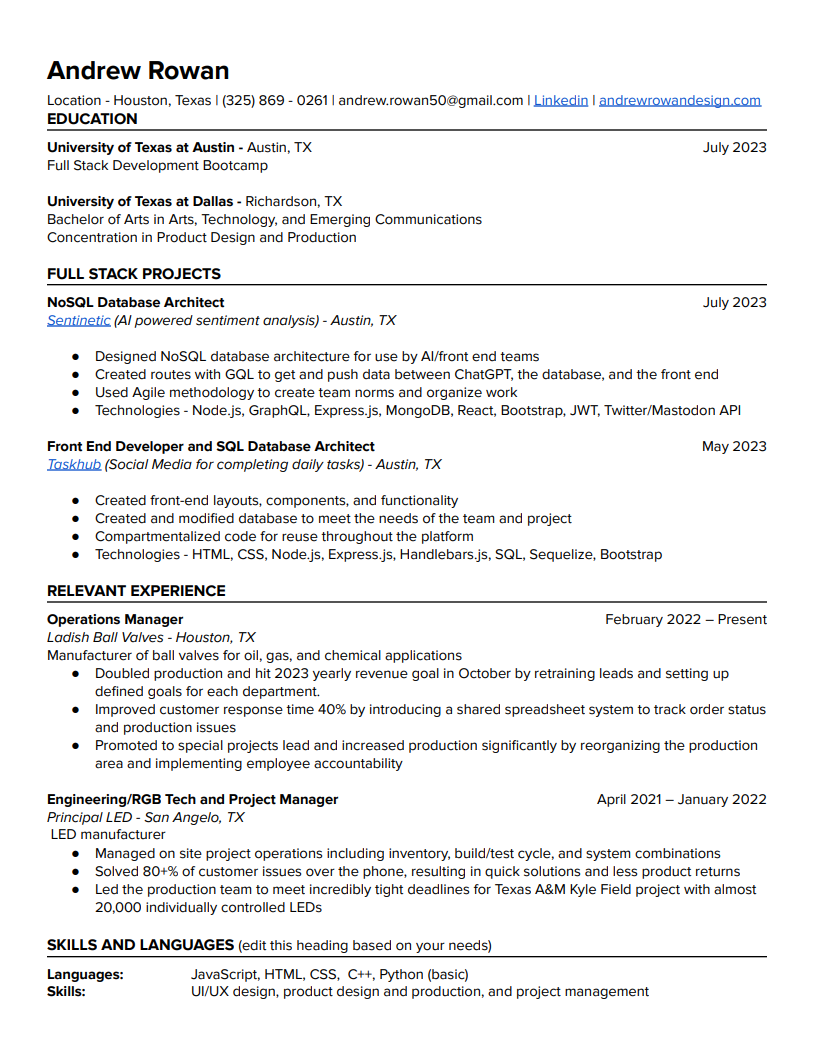 Andrew Rowan
Location - Houston, Texas | (325) 869 - 0261 | andrew.rowan50@gmail.com | Linkedin I andrewrowandesign.com
EDUCATION
University of Texas at Austin - Austin, TX July 2023
Full Stack Development Bootcamp
University of Texas at Dallas - Richardson, TX
Bachelor of Arts in Arts, Technology, and Emerging Communications
Concentration in Product Design and Production
FULL STACK PROJECTS
NoSQL Database Architect July 2023
Sentinetic (AI powered sentiment analysis) - Austin, TX
● Designed NoSQL database architecture for use by AI/front end teams
● Created routes with GQL to get and push data between ChatGPT, the database, and the front end
● Used Agile methodology to create team norms and organize work
● Technologies - Node.js, GraphQL, Express.js, MongoDB, React, Bootstrap, JWT, Twitter/Mastodon API
Front End Developer and SQL Database Architect May 2023
Taskhub (Social Media for completing daily tasks) - Austin, TX
● Created front-end layouts, components, and functionality
● Created and modified database to meet the needs of the team and project
● Compartmentalized code for reuse throughout the platform
● Technologies - HTML, CSS, Node.js, Express.js, Handlebars.js, SQL, Sequelize, Bootstrap
RELEVANT EXPERIENCE
Operations Manager February 2022 – Present
Ladish Ball Valves - Houston, TX
Manufacturer of ball valves for oil, gas, and chemical applications
● Doubled production and hit 2023 yearly revenue goal in October by retraining leads and setting up
defined goals for each department.
● Improved customer response time 40% by introducing a shared spreadsheet system to track order status
and production issues
● Promoted to special projects lead and increased production significantly by reorganizing the production
area and implementing employee accountability
Engineering/RGB Tech and Project Manager April 2021 – January 2022
Principal LED - San Angelo, TX
LED manufacturer
● Managed on site project operations including inventory, build/test cycle, and system combinations
● Solved 80+% of customer issues over the phone, resulting in quick solutions and less product returns
● Led the production team to meet incredibly tight deadlines for Texas A&M Kyle Field project with almost
20,000 individually controlled LEDs
SKILLS AND LANGUAGES (edit this heading based on your needs)
Languages: JavaScript, HTML, CSS, C++, Python (basic)
Skills: UI/UX design, product design and production, and project management